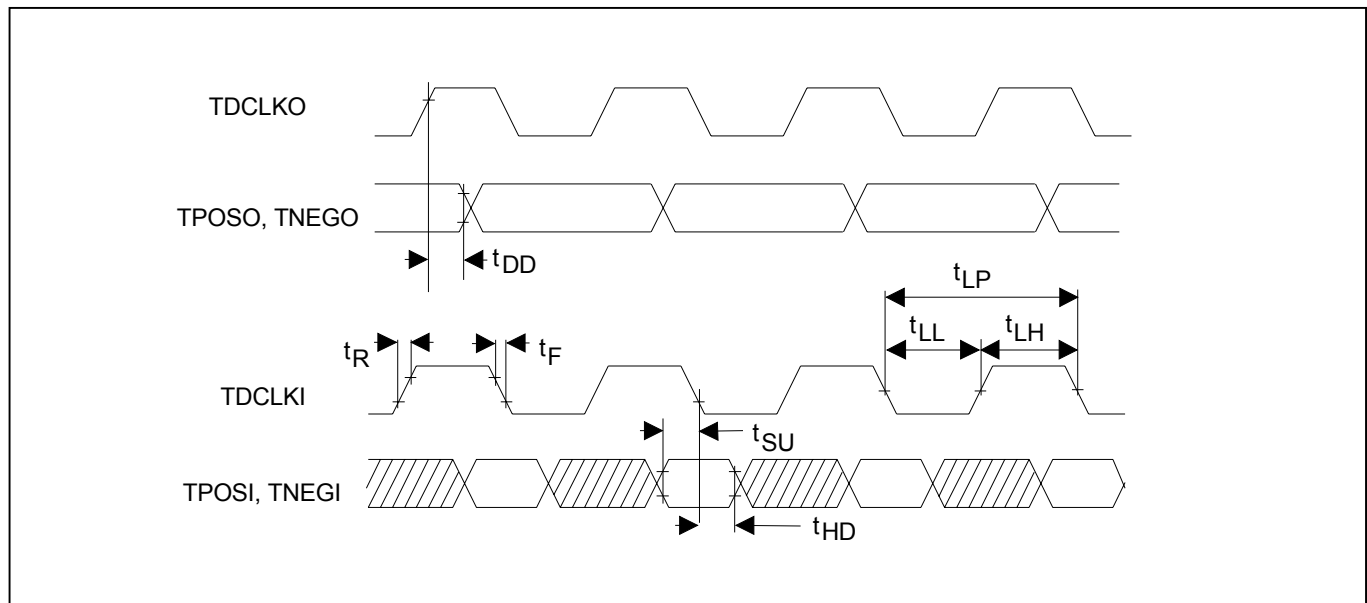 TDCLKO
TPOSO, TNEGO
tDD
tLP
tLL
tLH
tR
tF
TDCLKI
tSU
TPOSI, TNEGI
tHD